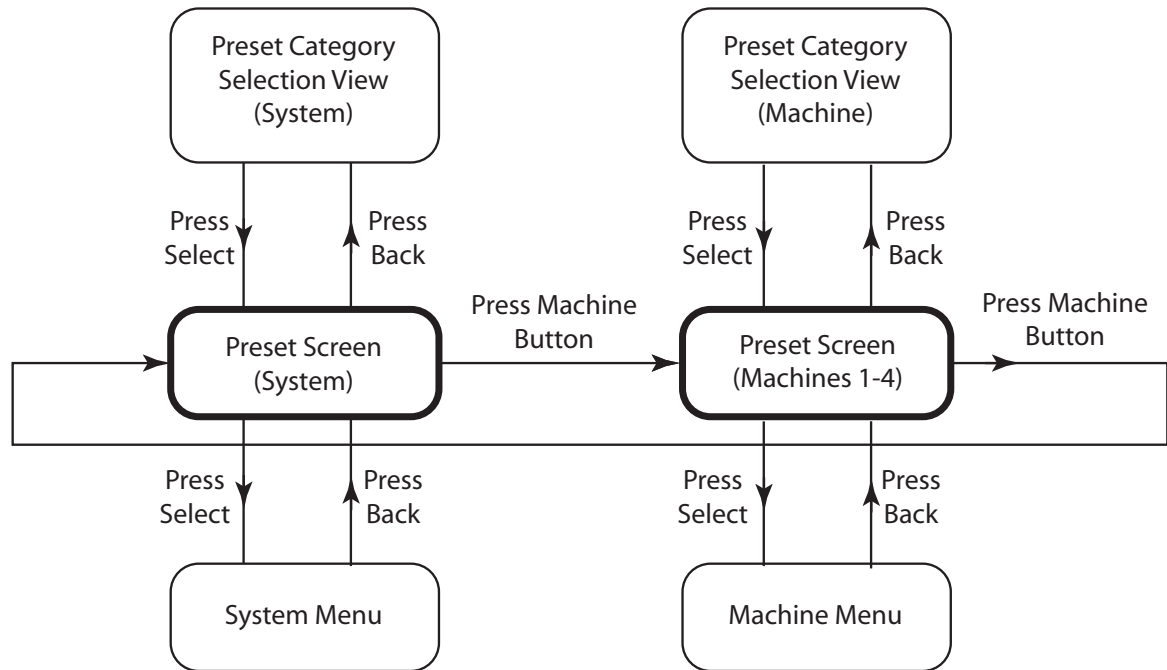 Preset Category
Selection View
(System)
Preset Category
Selection View
(Machine)
Press
Select
Press
Back
Press
Select
Press
Back
Preset Screen
(System)
Press Machine
Button
Preset Screen
(Machines 1-4)
Press Machine
Button
Press
Select
Press
Back
Press
Select
Press
Back
System Menu
Machine Menu